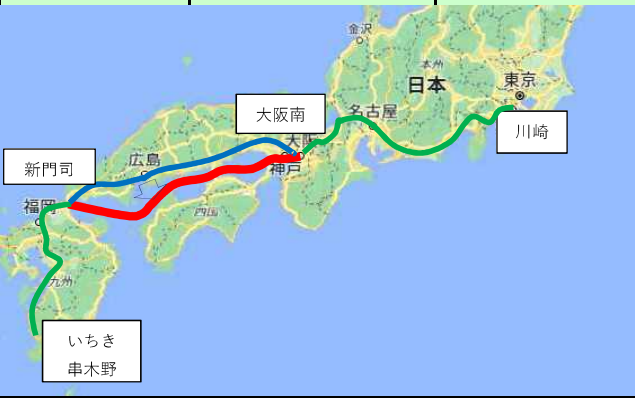 金沢
本州
日本
東京
大阪南
名古屋
川崎
大阪
広島
神戸
新門司
福岡
四国
九州
いちき
串木野